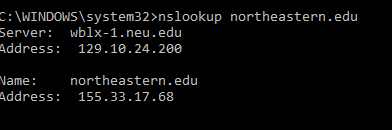 C:\WINDOWS\system32>nslookup northeastern.edu
Server:  wblx-1.neu.edu
Address:  129.10.24.200

Name:    northeastern.edu
Address:  155.33.17.68